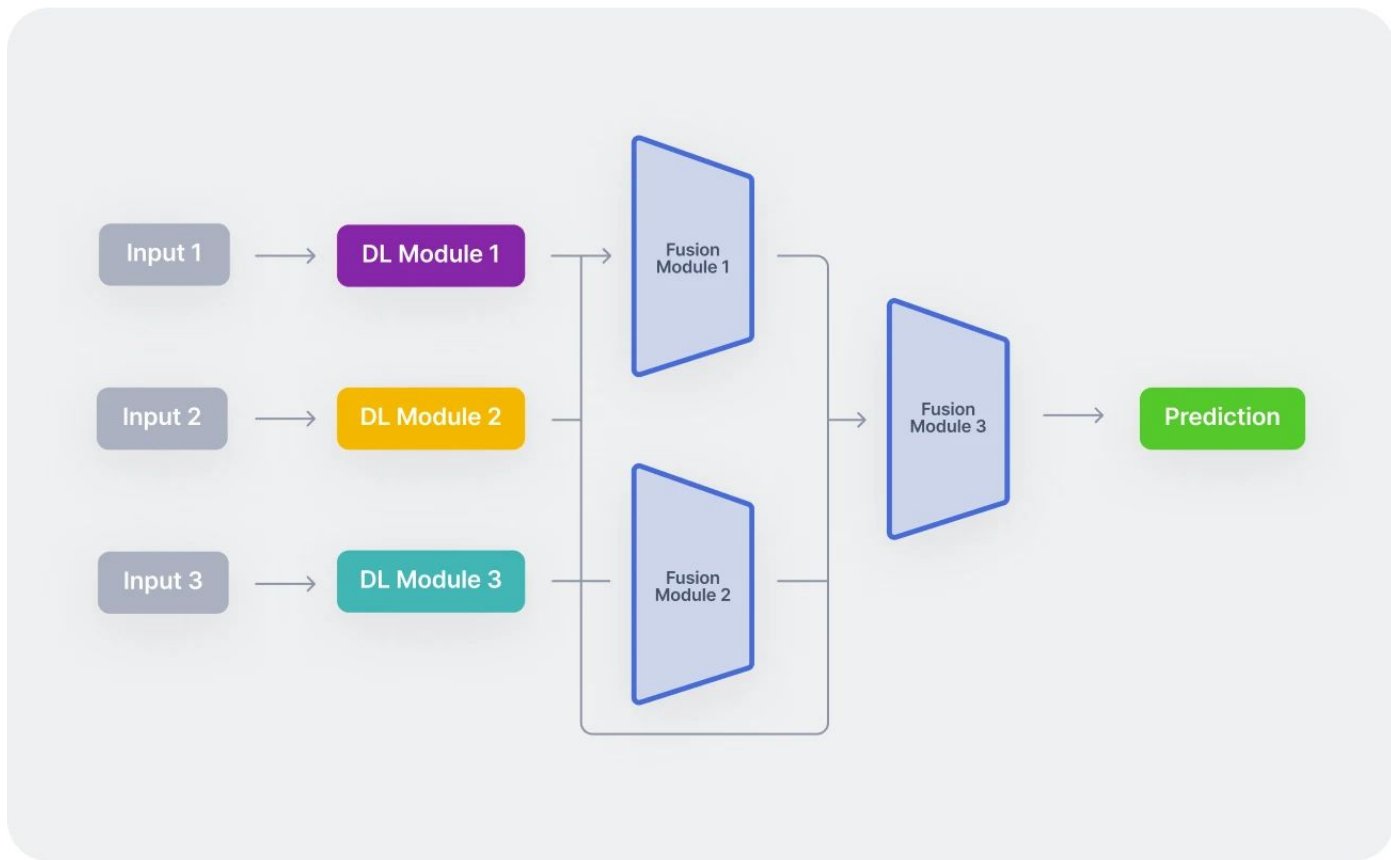 Input 1
DL Module 1
Fusion
Module 1
Input 2
DL Module 2
Fusion
Module 3
Prediction
Input 3
DL Module 3
Fusion
Module 2